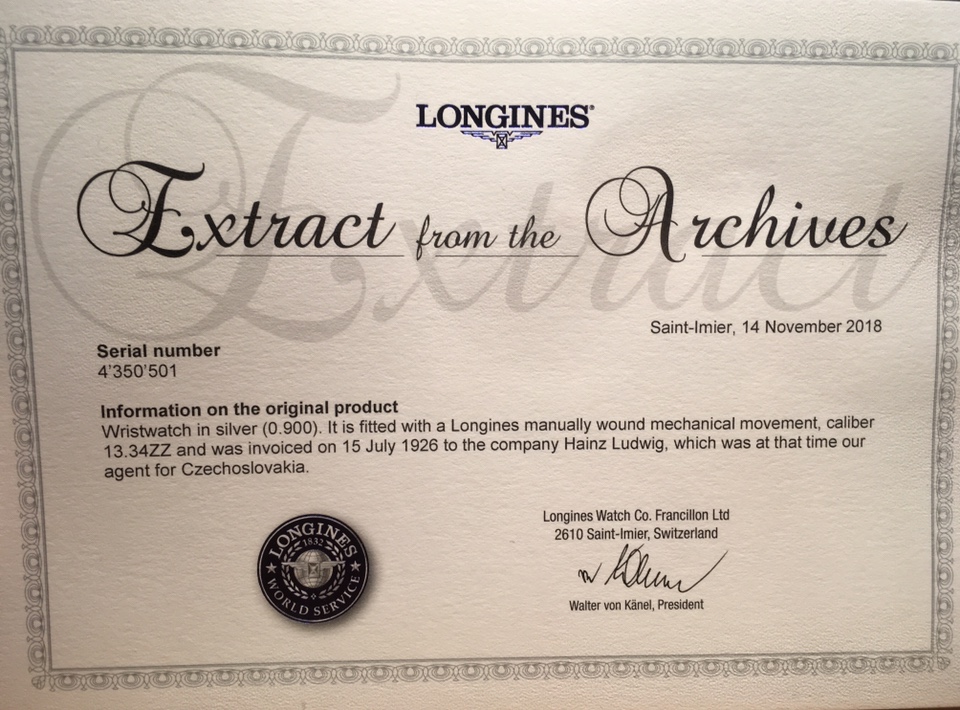 LONGINES®
Extract from the Archives
Saint-Imier, 14 November 2018
Serial number
4'350'501
Information on the original product
Wristwatch in silver (0.900). It is fitted with a Longines manually wound mechanical movement, caliber
13.34ZZ and was invoiced on 15 July 1926 to the company Hainz Ludwig, which was at that time our
agent for Czechoslovakia.
LONGINES
1832
WORLD SERVICE
Longines Watch Co. Francillon Ltd
2610 Saint-Imier, Switzerland
Walter von Känel, President
Extract